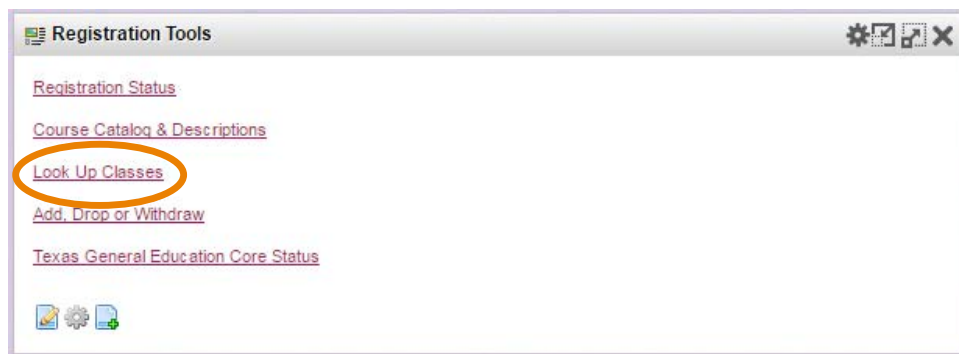 Registration Tools
Registration Status
Course Catalog & Descriptions
Look Up Classes
Add, Drop or Withdraw
Texas General Education Core Status